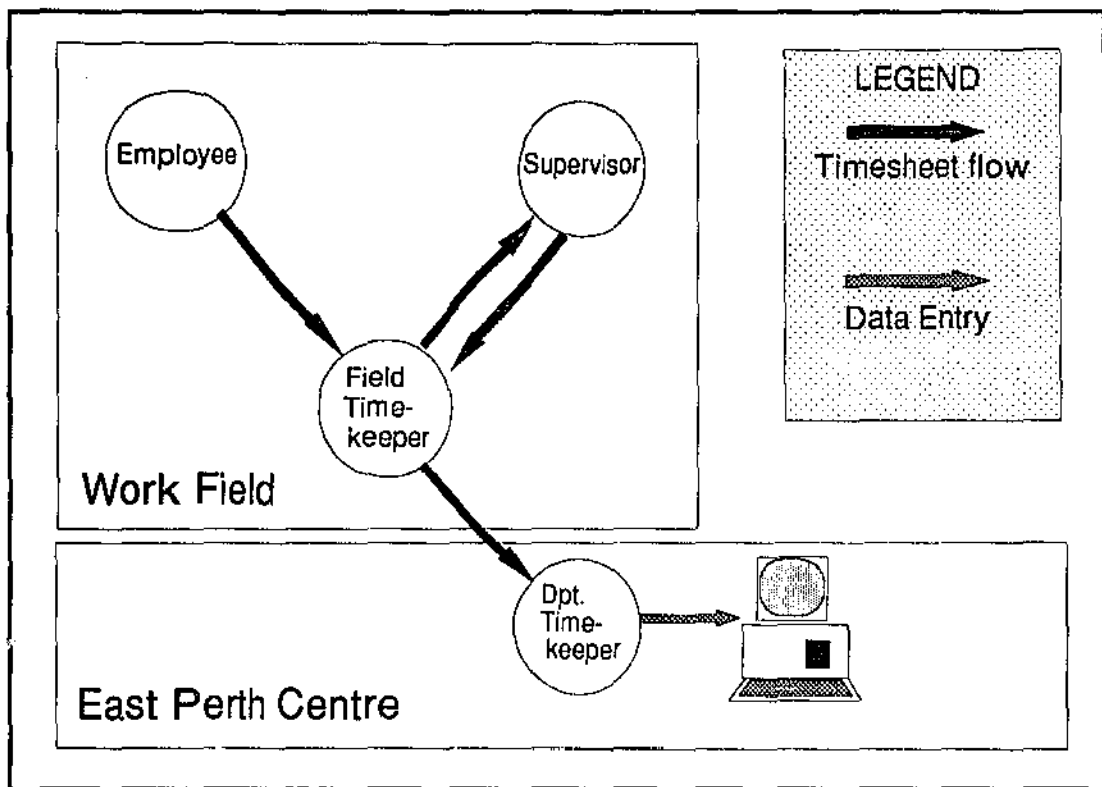 Employee
Supervisor
Field
Time-
keeper
Work Field
LEGEND
Timesheet flow
Data Entry
Dpt.
Time-
keeper
East Perth Centre